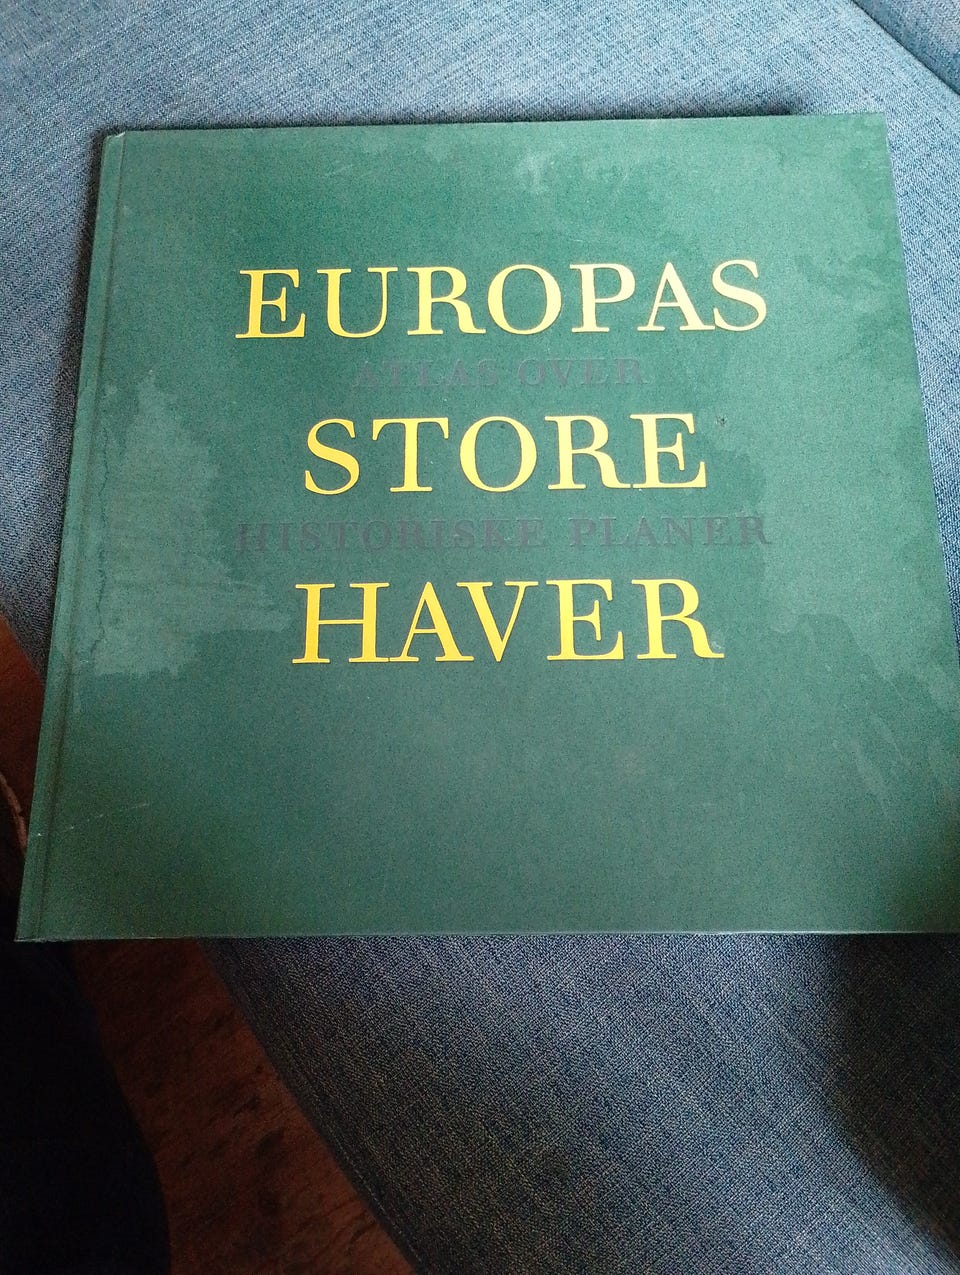 EUROPAS
ATLAS OVER
STORE
HISTORISKE PLANER
HAVER